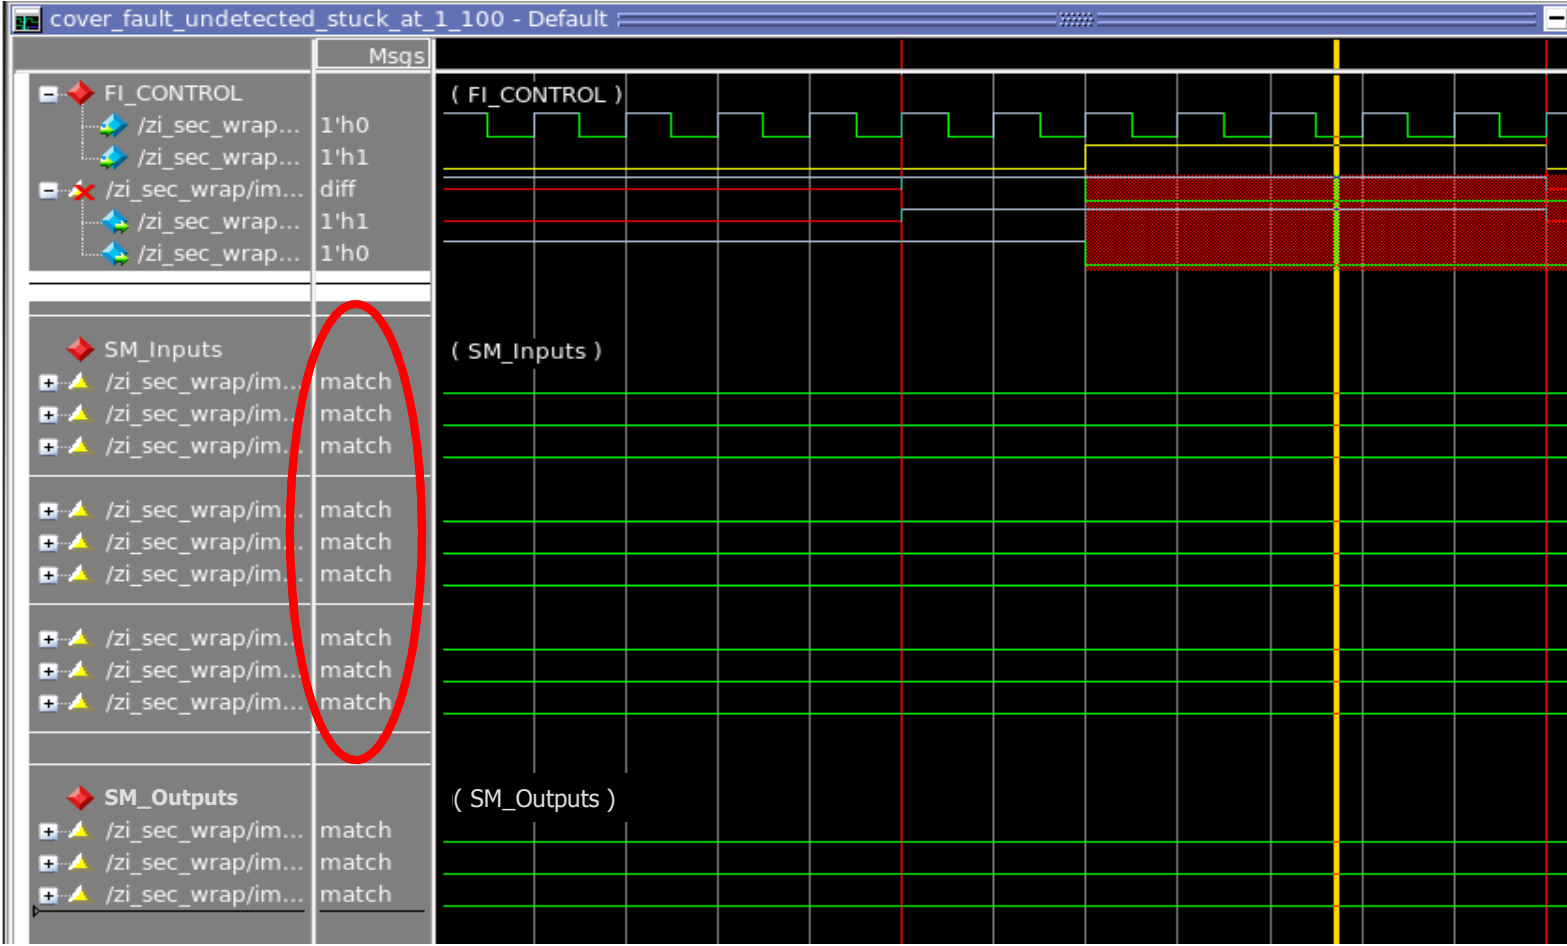 cover_fault_undetected_stuck_at_1_100 - Default
Msgs
FI_CONTROL ( FI_CONTROL )
/zi_sec_wrap... 1'h0
/zi_sec_wrap... 1'h1
/zi_sec_wrap/im... diff
/zi_sec_wrap... 1'h1
/zi_sec_wrap... 1'h0
SM_Inputs ( SM_Inputs )
/zi_sec_wrap/im... match
/zi_sec_wrap/im... match
/zi_sec_wrap/im... match
/zi_sec_wrap/im... match
/zi_sec_wrap/im... match
/zi_sec_wrap/im... match
/zi_sec_wrap/im... match
/zi_sec_wrap/im... match
/zi_sec_wrap/im... match
SM_Outputs ( SM_Outputs )
/zi_sec_wrap/im... match
/zi_sec_wrap/im... match
/zi_sec_wrap/im... match